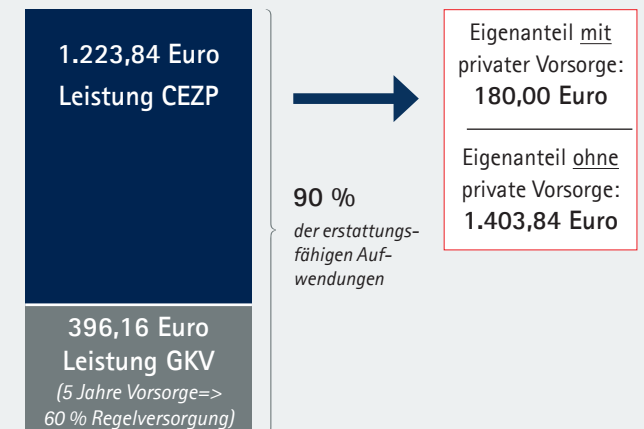 1.223,84 Euro
Leistung CEZP
396,16 Euro
Leistung GKV
(5 Jahre Vorsorge=>
60 % Regelversorgung)
90 %
der erstattungs-
fähigen Auf-
wendungen
Eigenanteil mit
privater Vorsorge:
180,00 Euro
Eigenanteil ohne
private Vorsorge:
1.403,84 Euro